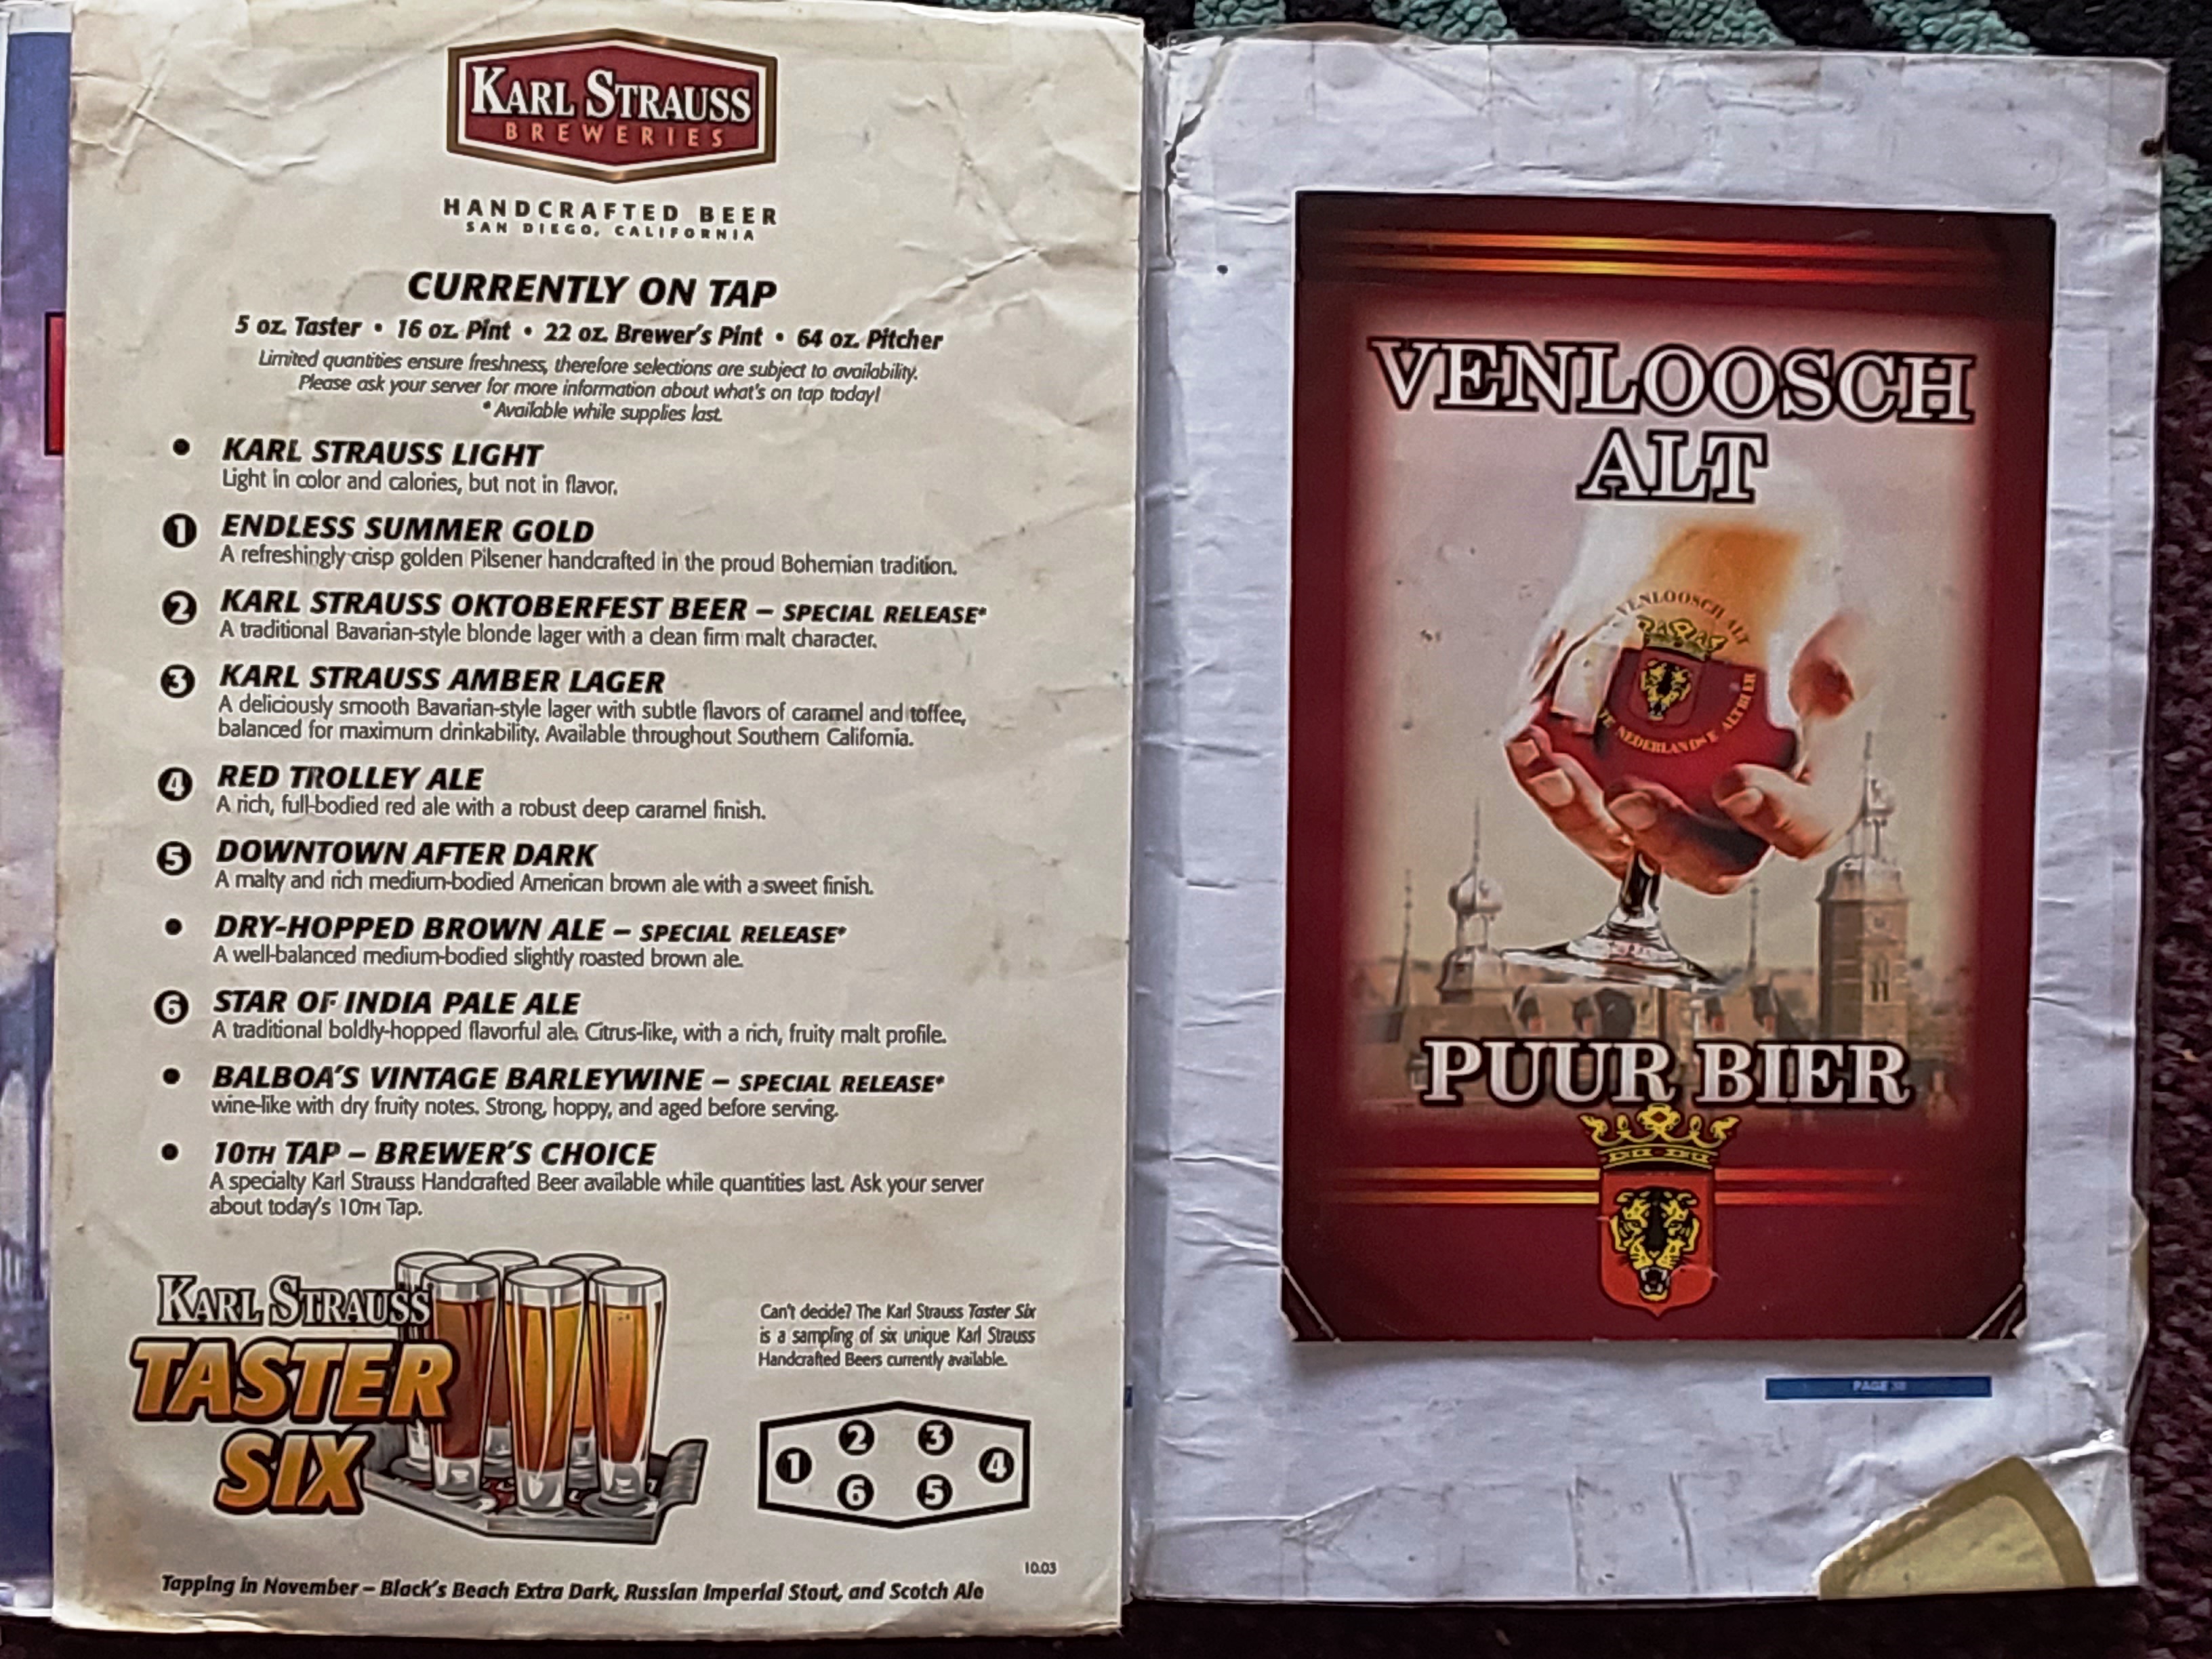 KARL STRAUSS
BREWERIES
HANDCRAFTED BEER
SAN DIEGO, CALIFORNIA
CURRENTLY ON TAP
5 oz. Taster • 16 oz. Pint • 22 oz. Brewer's Pint • 64 oz. Pitcher
Limited quantities ensure freshness, therefore selections are subject to availability.
Please ask your server for more information about what's on tap today!
*Available while supplies last.
• KARL STRAUSS LIGHT
Light in color and calories, but not in flavor.
1 ENDLESS SUMMER GOLD
A refreshingly crisp golden Pilsener handcrafted in the proud Bohemian tradition.
2 KARL STRAUSS OKTOBERFEST BEER – SPECIAL RELEASE*
A traditional Bavarian-style blonde lager with a clean firm malt character.
3 KARL STRAUSS AMBER LAGER
A deliciously smooth Bavarian-style lager with subtle flavors of caramel and toffee,
balanced for maximum drinkability. Available throughout Southern California.
4 RED TROLLEY ALE
A rich, full-bodied red ale with a robust deep caramel finish.
5 DOWNTOWN AFTER DARK
A malty and rich medium-bodied American brown ale with a sweet finish.
• DRY-HOPPED BROWN ALE – SPECIAL RELEASE*
A well-balanced medium-bodied slightly roasted brown ale.
6 STAR OF INDIA PALE ALE
A traditional boldly-hopped flavorful ale. Citrus-like, with a rich, fruity malt profile.
• BALBOA'S VINTAGE BARLEYWINE – SPECIAL RELEASE*
wine-like with dry fruity notes. Strong, hoppy, and aged before serving.
• 10TH TAP – BREWER'S CHOICE
A specialty Karl Strauss Handcrafted Beer available while quantities last. Ask your server
about today's 10TH Tap.
KARL STRAUSS
TASTER
SIX
Can't decide? The Karl Strauss Taster Six
is a sampling of six unique Karl Strauss
Handcrafted Beers currently available.
1 2 3 4
6 5
10.03
Tapping in November – Black's Beach Extra Dark, Russian Imperial Stout, and Scotch Ale
VENLOOSCH
ALT
VENLOOSCH ALT
NEDERLANDSE ALTBIER
PUUR BIER
PAGE